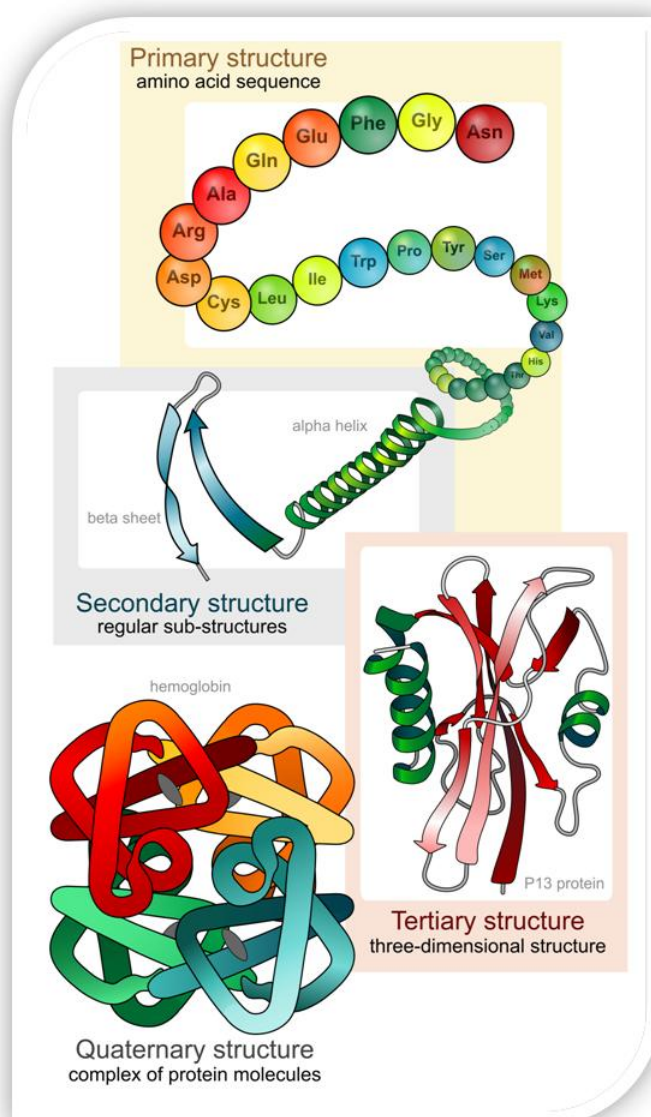 Primary structure
amino acid sequence
Asn
Gly
Phe
Glu
Gln
Ala
Arg
Asp
Cys
Leu
Ile
Trp
Pro
Tyr
Ser
Met
Lys
Val
His
Thr
alpha helix
beta sheet
Secondary structure
regular sub-structures
hemoglobin
P13 protein
Tertiary structure
three-dimensional structure
Quaternary structure
complex of protein molecules